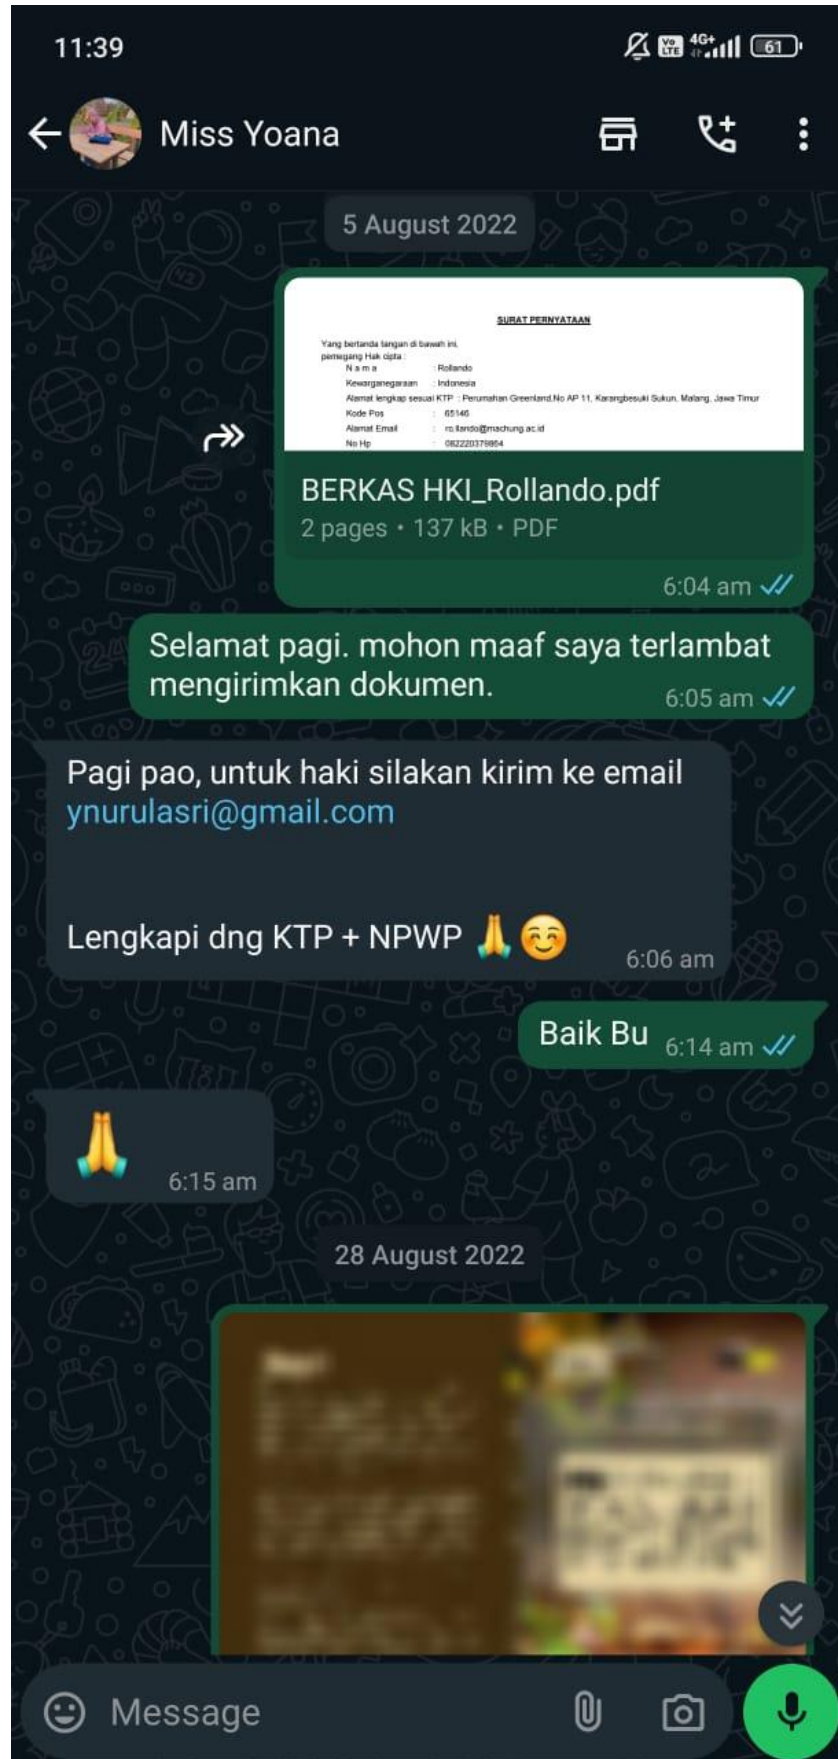 11:39
Vo LTE 4G+ 61
Miss Yoana
5 August 2022
SURAT PERNYATAAN
Yang bertanda tangan di bawah ini,
pemegang Hak cipta :
N a m a : Rollando
Kewarganegaraan : Indonesia
Alamat lengkap sesuai KTP : Perumahan Greenland,No AP 11, Karangbesuki Sukun, Malang, Jawa Timur
Kode Pos : 65146
Alamat Email : ro.llando@machung.ac.id
No Hp : 082220379954
BERKAS HKI_Rollando.pdf
2 pages • 137 kB • PDF
6:04 am
Selamat pagi. mohon maaf saya terlambat
mengirimkan dokumen.
6:05 am
Pagi pao, untuk haki silakan kirim ke email
ynurulasri@gmail.com
Lengkapi dng KTP + NPWP 🙏☺️
6:06 am
Baik Bu 6:14 am
🙏
6:15 am
28 August 2022
Message